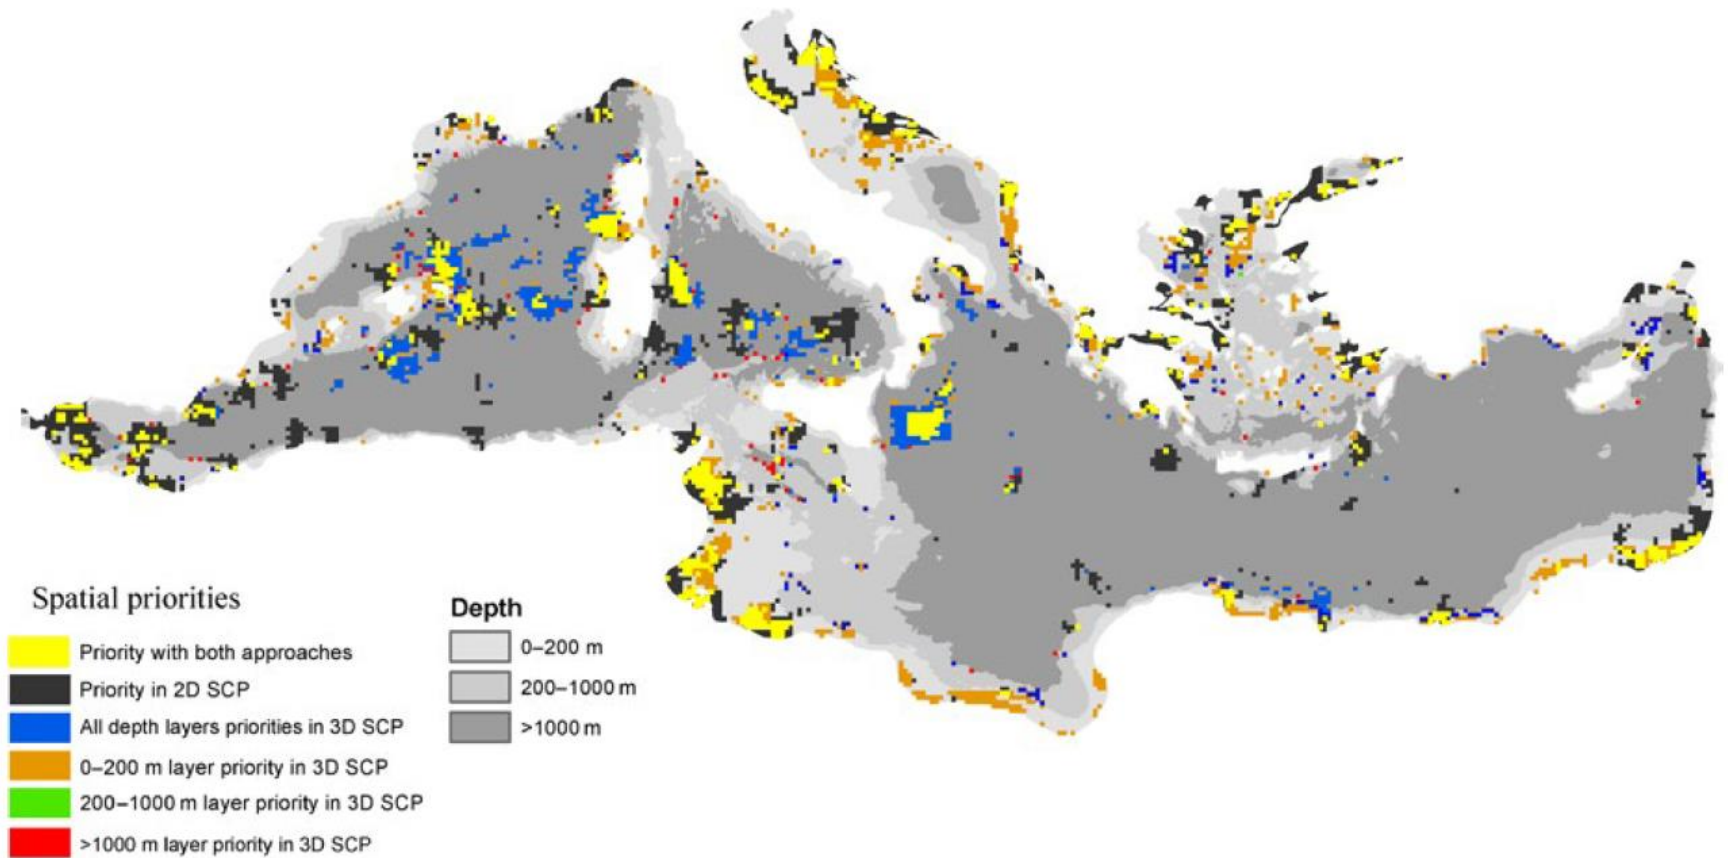 Spatial priorities
Priority with both approaches
Priority in 2D SCP
All depth layers priorities in 3D SCP
0–200 m layer priority in 3D SCP
200–1000 m layer priority in 3D SCP
>1000 m layer priority in 3D SCP
Depth
0–200 m
200–1000 m
>1000 m